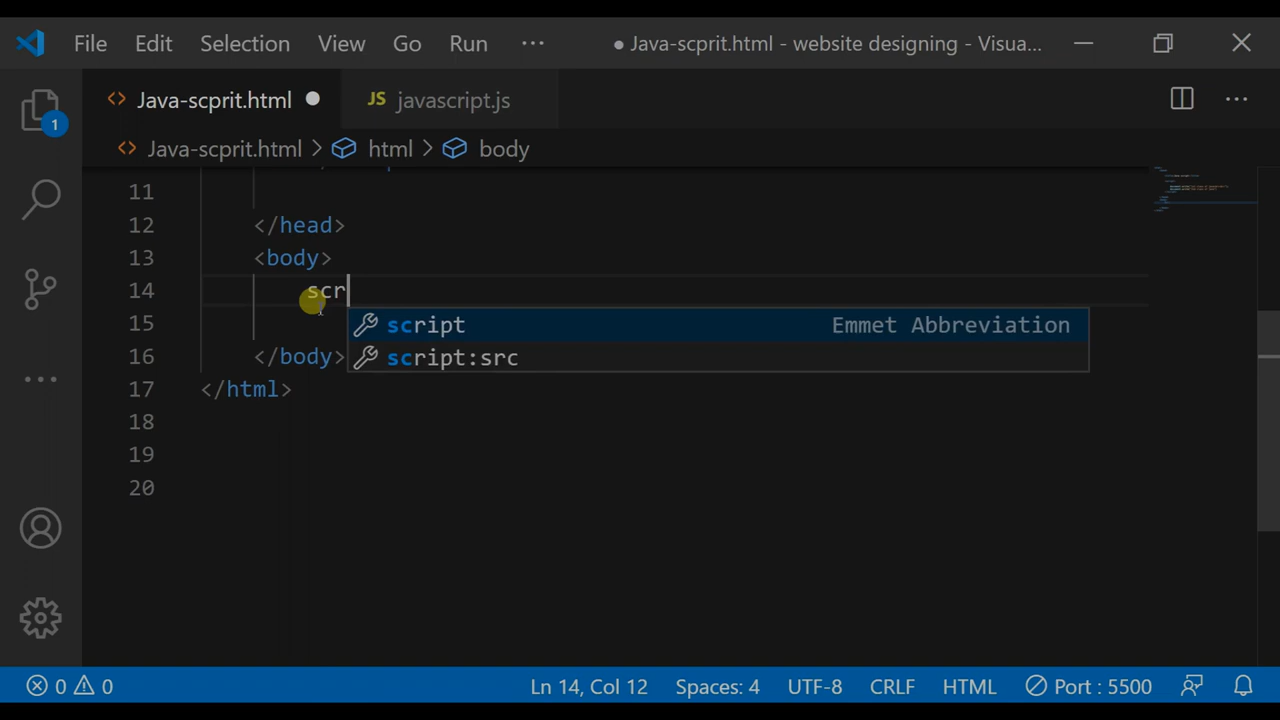 File Edit Selection View Go Run ··· ● Java-scprit.html - website designing - Visua...
Java-scprit.html ● JS javascript.js ···
1
Java-scprit.html > html > body
11
12 </head>
13 <body>
14 scr
script Emmet Abbreviation
15
script:src
16 </body>
17 </html>
18
19
20
0 0 Ln 14, Col 12 Spaces: 4 UTF-8 CRLF HTML Port : 5500